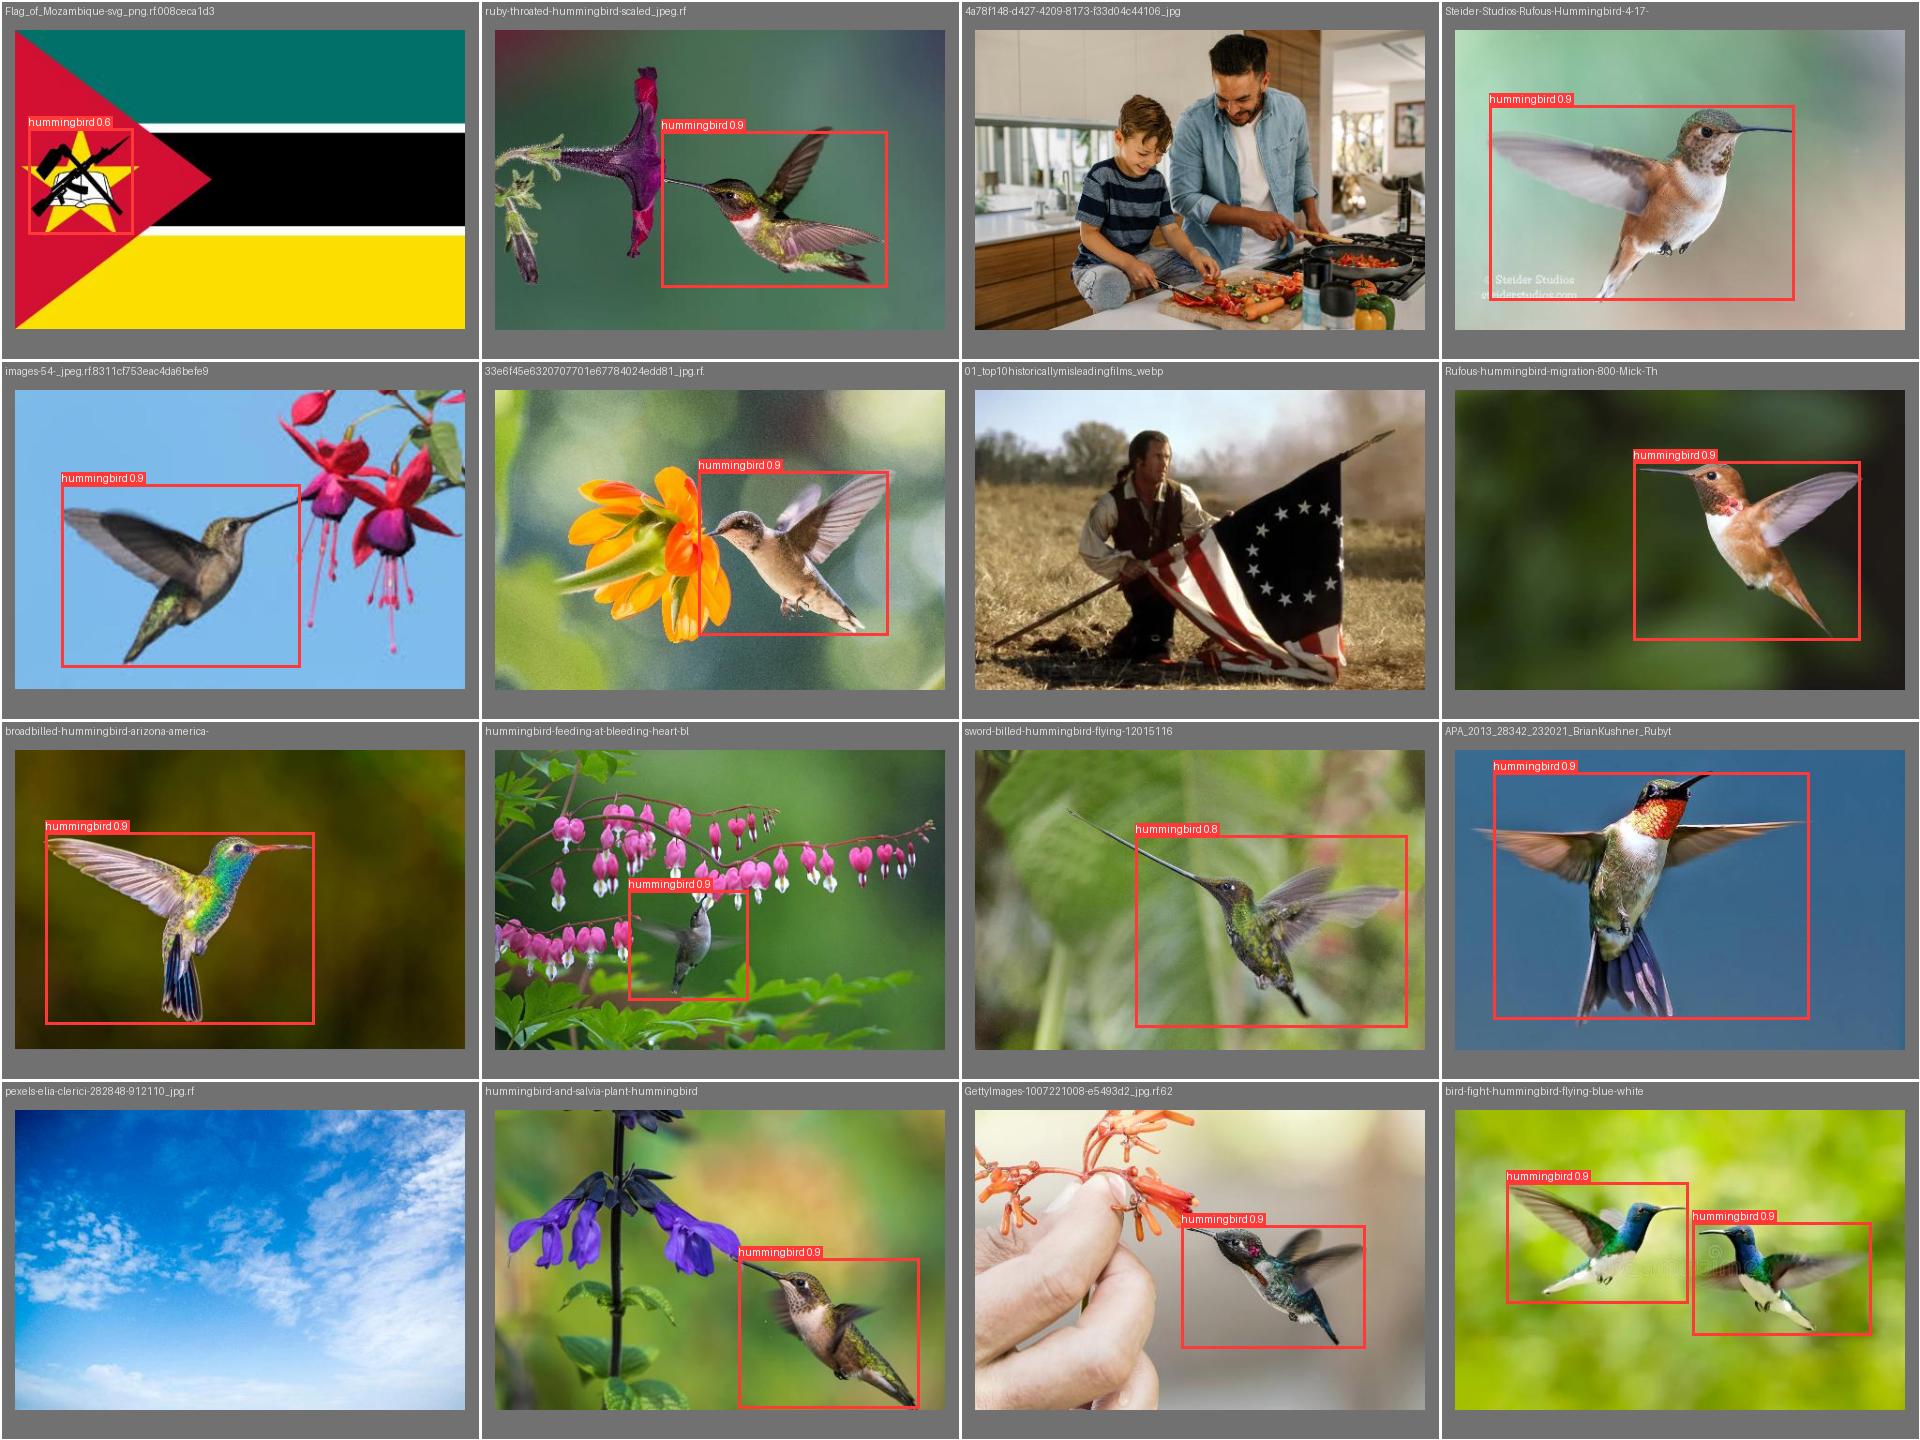 Flag_of_Mozambique-svg_png.rf.008ceca1d3
ruby-throated-hummingbird-scaled_jpeg.rf
4a78f148-d427-4209-8173-f33d04c44106_jpg
Steider-Studios-Rufous-Hummingbird-4-17-
hummingbird 0.6
hummingbird 0.9
hummingbird 0.9
© Steider Studios
steiderstudios.com
images-54-_jpeg.rf.8311cf753eac4da6befe9
33e6f45e6320707701e67784024edd81_jpg.rf.
01_top10historicallymisleadingfilms_webp
Rufous-hummingbird-migration-800-Mick-Th
hummingbird 0.9
hummingbird 0.9
hummingbird 0.9
broadbilled-hummingbird-arizona-america-
hummingbird-feeding-at-bleeding-heart-bl
sword-billed-hummingbird-flying-12015116
APA_2013_28342_232021_BrianKushner_Rubyt
hummingbird 0.9
hummingbird 0.9
hummingbird 0.8
hummingbird 0.9
pexels-elia-clerici-282848-912110_jpg.rf
hummingbird-and-salvia-plant-hummingbird
GettyImages-1007221008-e5493d2_jpg.rf.62
bird-fight-hummingbird-flying-blue-white
hummingbird 0.9
hummingbird 0.9
hummingbird 0.9
hummingbird 0.9